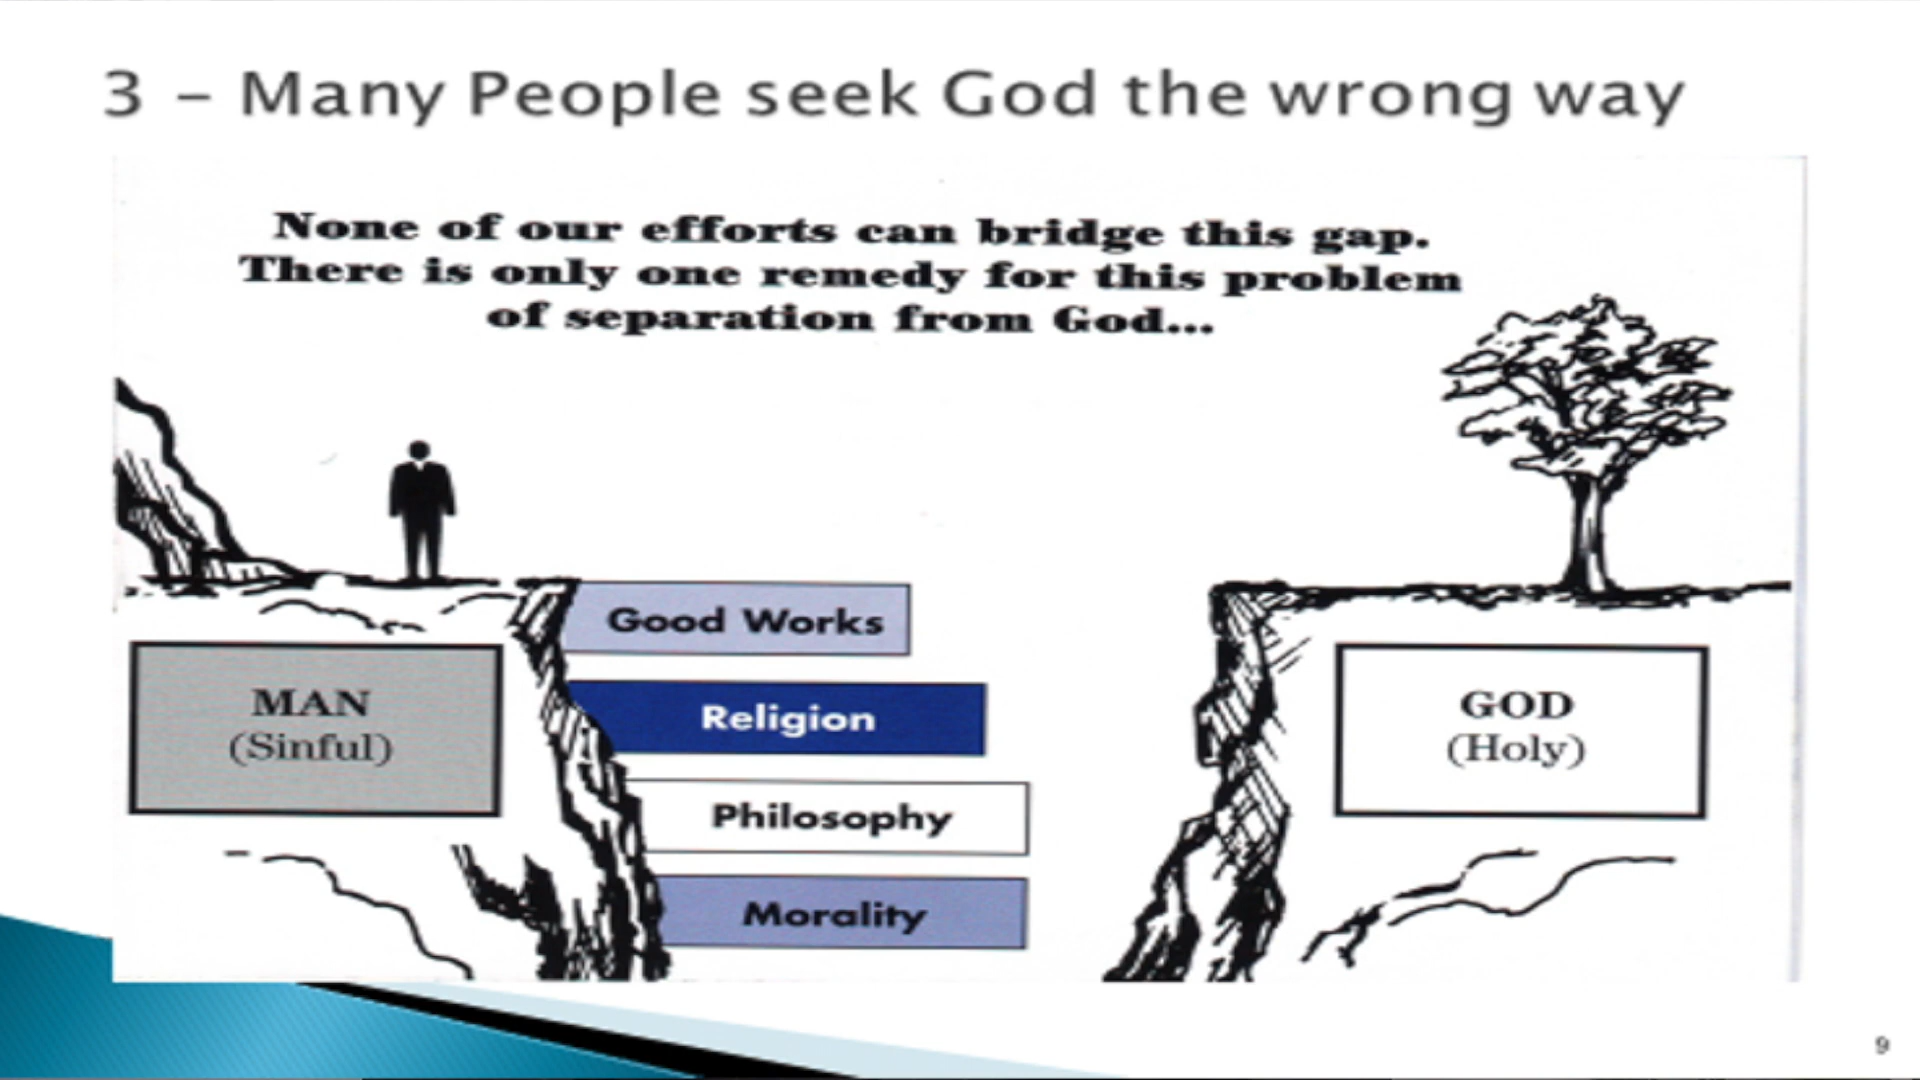 3 – Many People seek God the wrong way
None of our efforts can bridge this gap.
There is only one remedy for this problem
of separation from God...
Good Works
Religion
Philosophy
Morality
MAN
(Sinful)
GOD
(Holy)
9